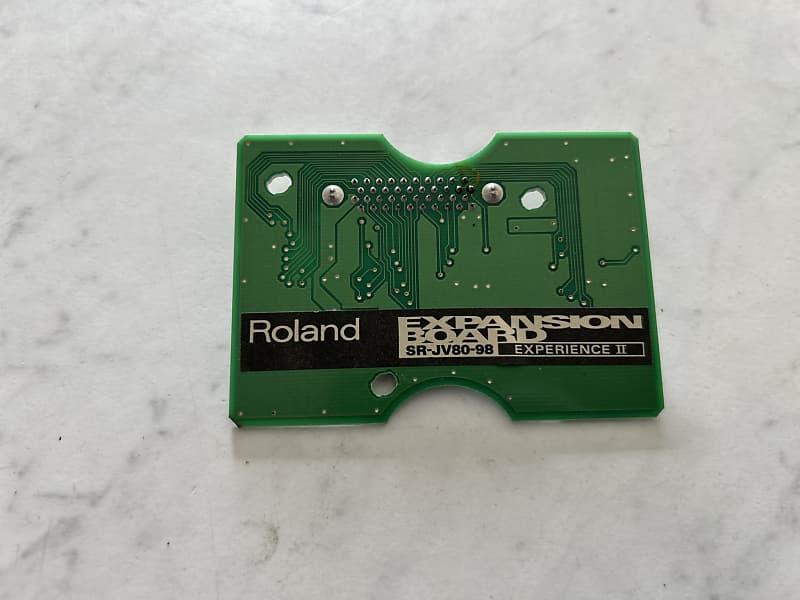 Roland
EXPANSION
BOARD
SR-JV80-98 EXPERIENCE II